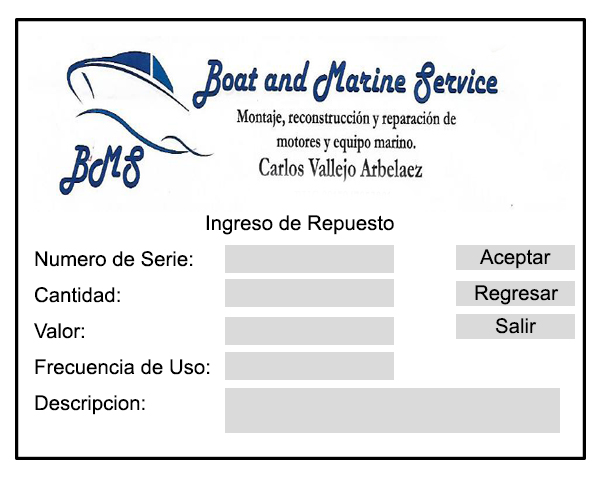 Boat and Marine Service
Montaje, reconstrucción y reparación de
motores y equipo marino.
BMS
Carlos Vallejo Arbelaez
Ingreso de Repuesto
Numero de Serie:
Aceptar
Cantidad:
Regresar
Valor:
Salir
Frecuencia de Uso:
Descripcion: